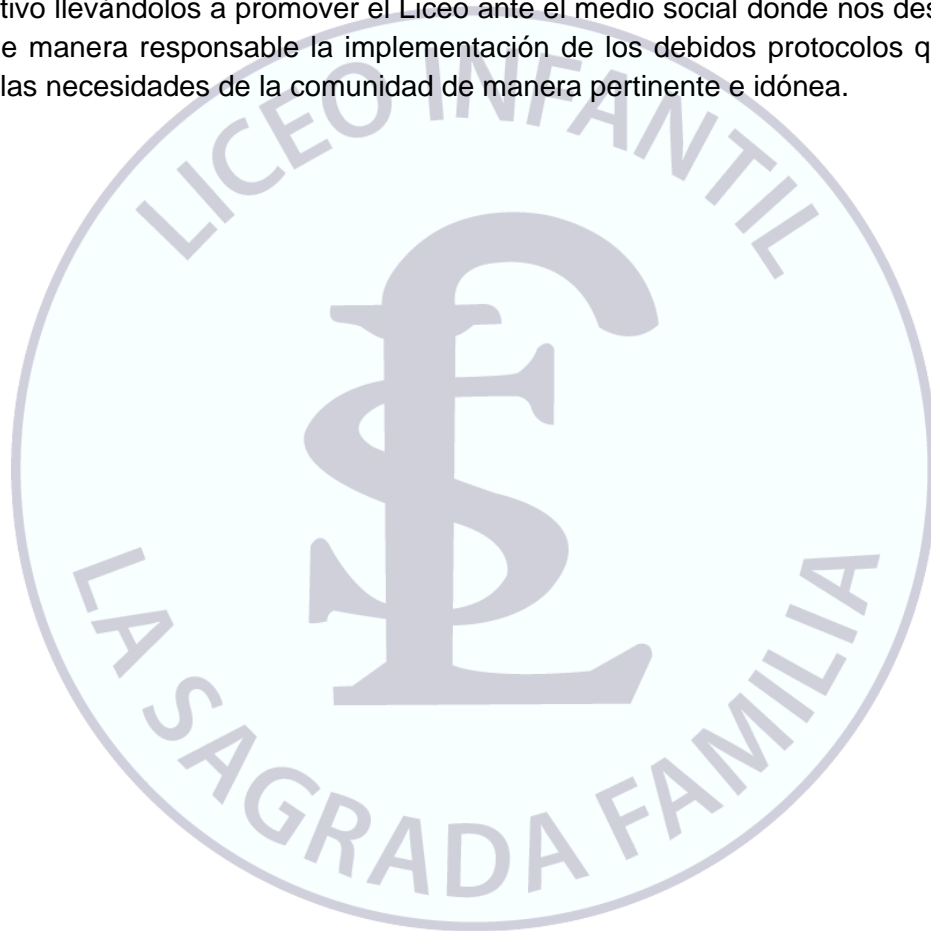 tivo llevándolos a promover el Liceo ante el medio social donde nos des
e manera responsable la implementación de los debidos protocolos q
las necesidades de la comunidad de manera pertinente e idónea.
LICEO INFANTIL
LA SAGRADA FAMILIA